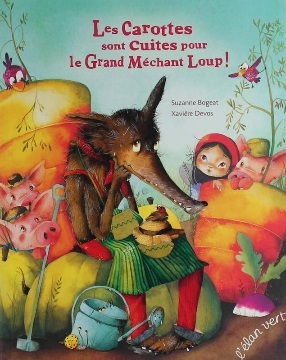 Les Carottes
sont Cuites pour
le Grand Méchant Loup !
Suzanne Bogeat
Xavière Devos
l'élan vert